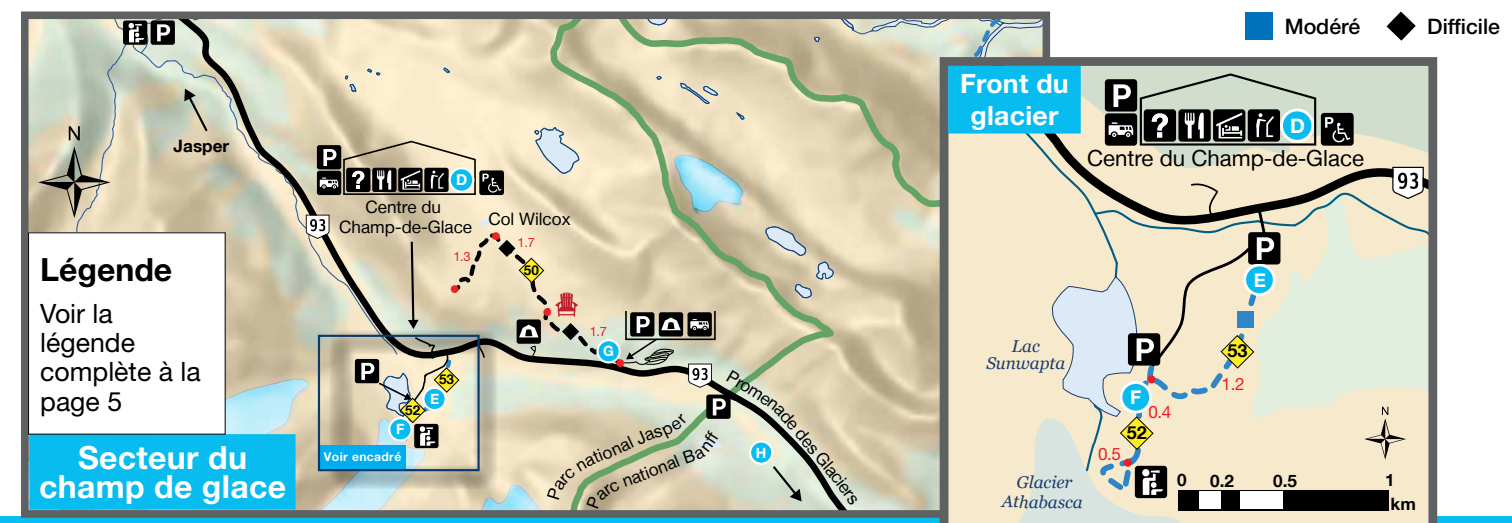 Modéré
Difficile
P
N
Jasper
P
?
D
P
Centre du
Champ-de-Glace
93
Col Wilcox
1.7
1.3
50
1.7
P
G
93
P
Promenade des Glaciers
Parc national Jasper
Parc national Banff
H
P
53
E
52
F
Voir encadré
Légende
Voir la
légende
complète à la
page 5
Secteur du
champ de glace
Front du
glacier
P
?
D
P
Centre du Champ-de-Glace
93
P
E
Lac
Sunwapta
P
53
1.2
F
0.4
52
0.5
Glacier
Athabasca
N
0 0.2 0.5 1
km